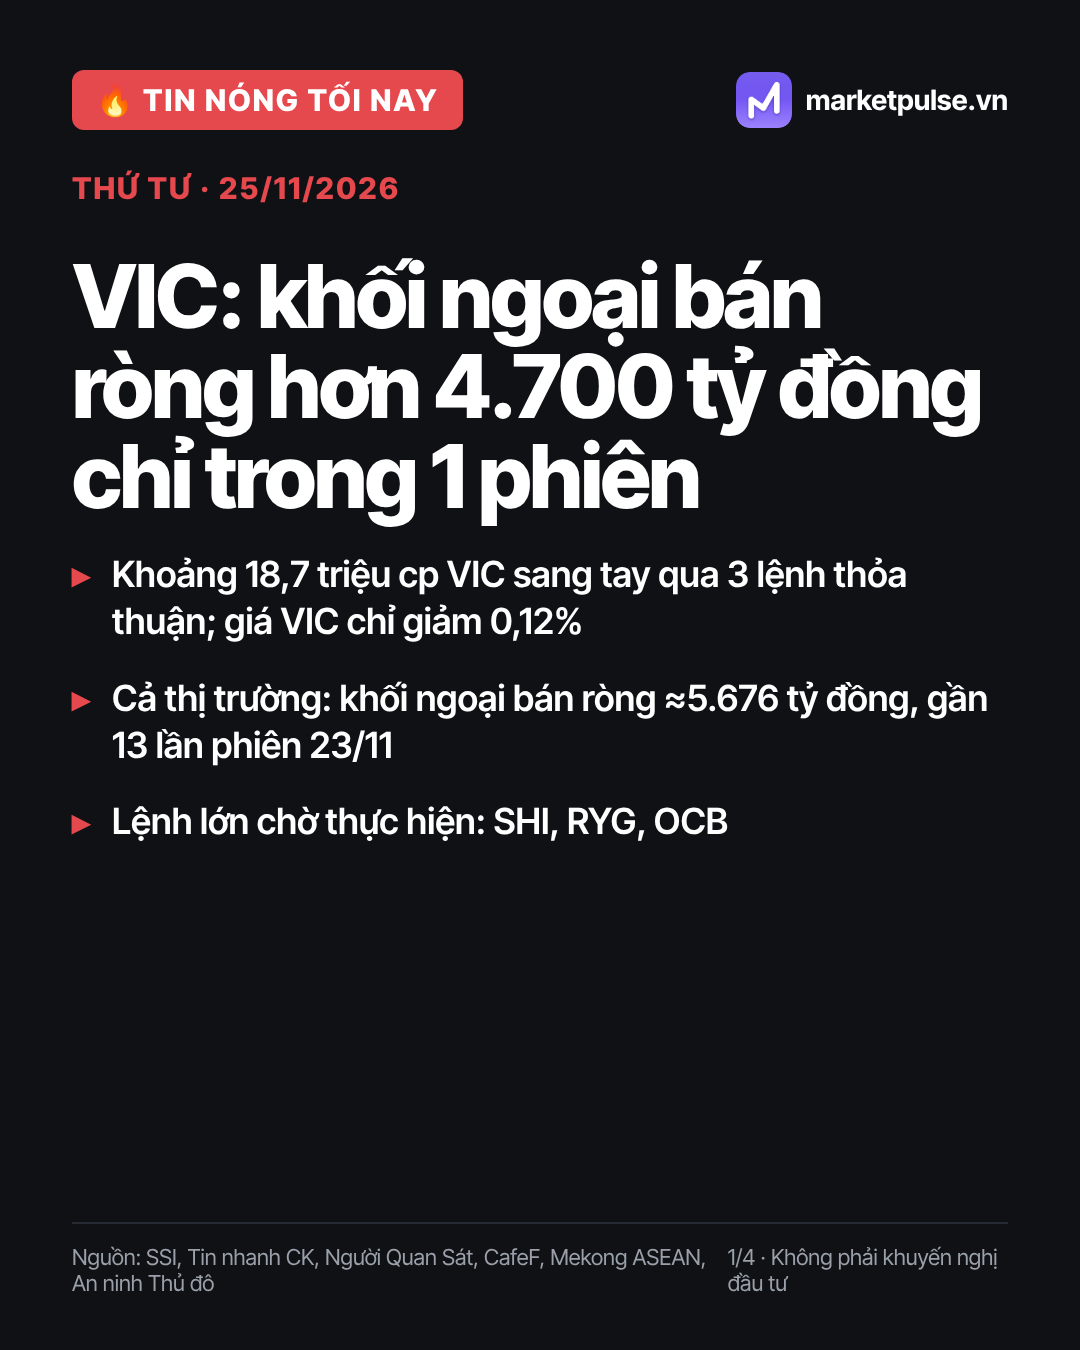 🔥 TIN NÓNG TỐI NAY
marketpulse.vn
THỨ TƯ · 25/11/2026
VIC: khối ngoại bán
ròng hơn 4.700 tỷ đồng
chỉ trong 1 phiên
▶ Khoảng 18,7 triệu cp VIC sang tay qua 3 lệnh thỏa
thuận; giá VIC chỉ giảm 0,12%
▶ Cả thị trường: khối ngoại bán ròng ≈5.676 tỷ đồng, gần
13 lần phiên 23/11
▶ Lệnh lớn chờ thực hiện: SHI, RYG, OCB
Nguồn: SSI, Tin nhanh CK, Người Quan Sát, CafeF, Mekong ASEAN,
An ninh Thủ đô
1/4 · Không phải khuyến nghị
đầu tư